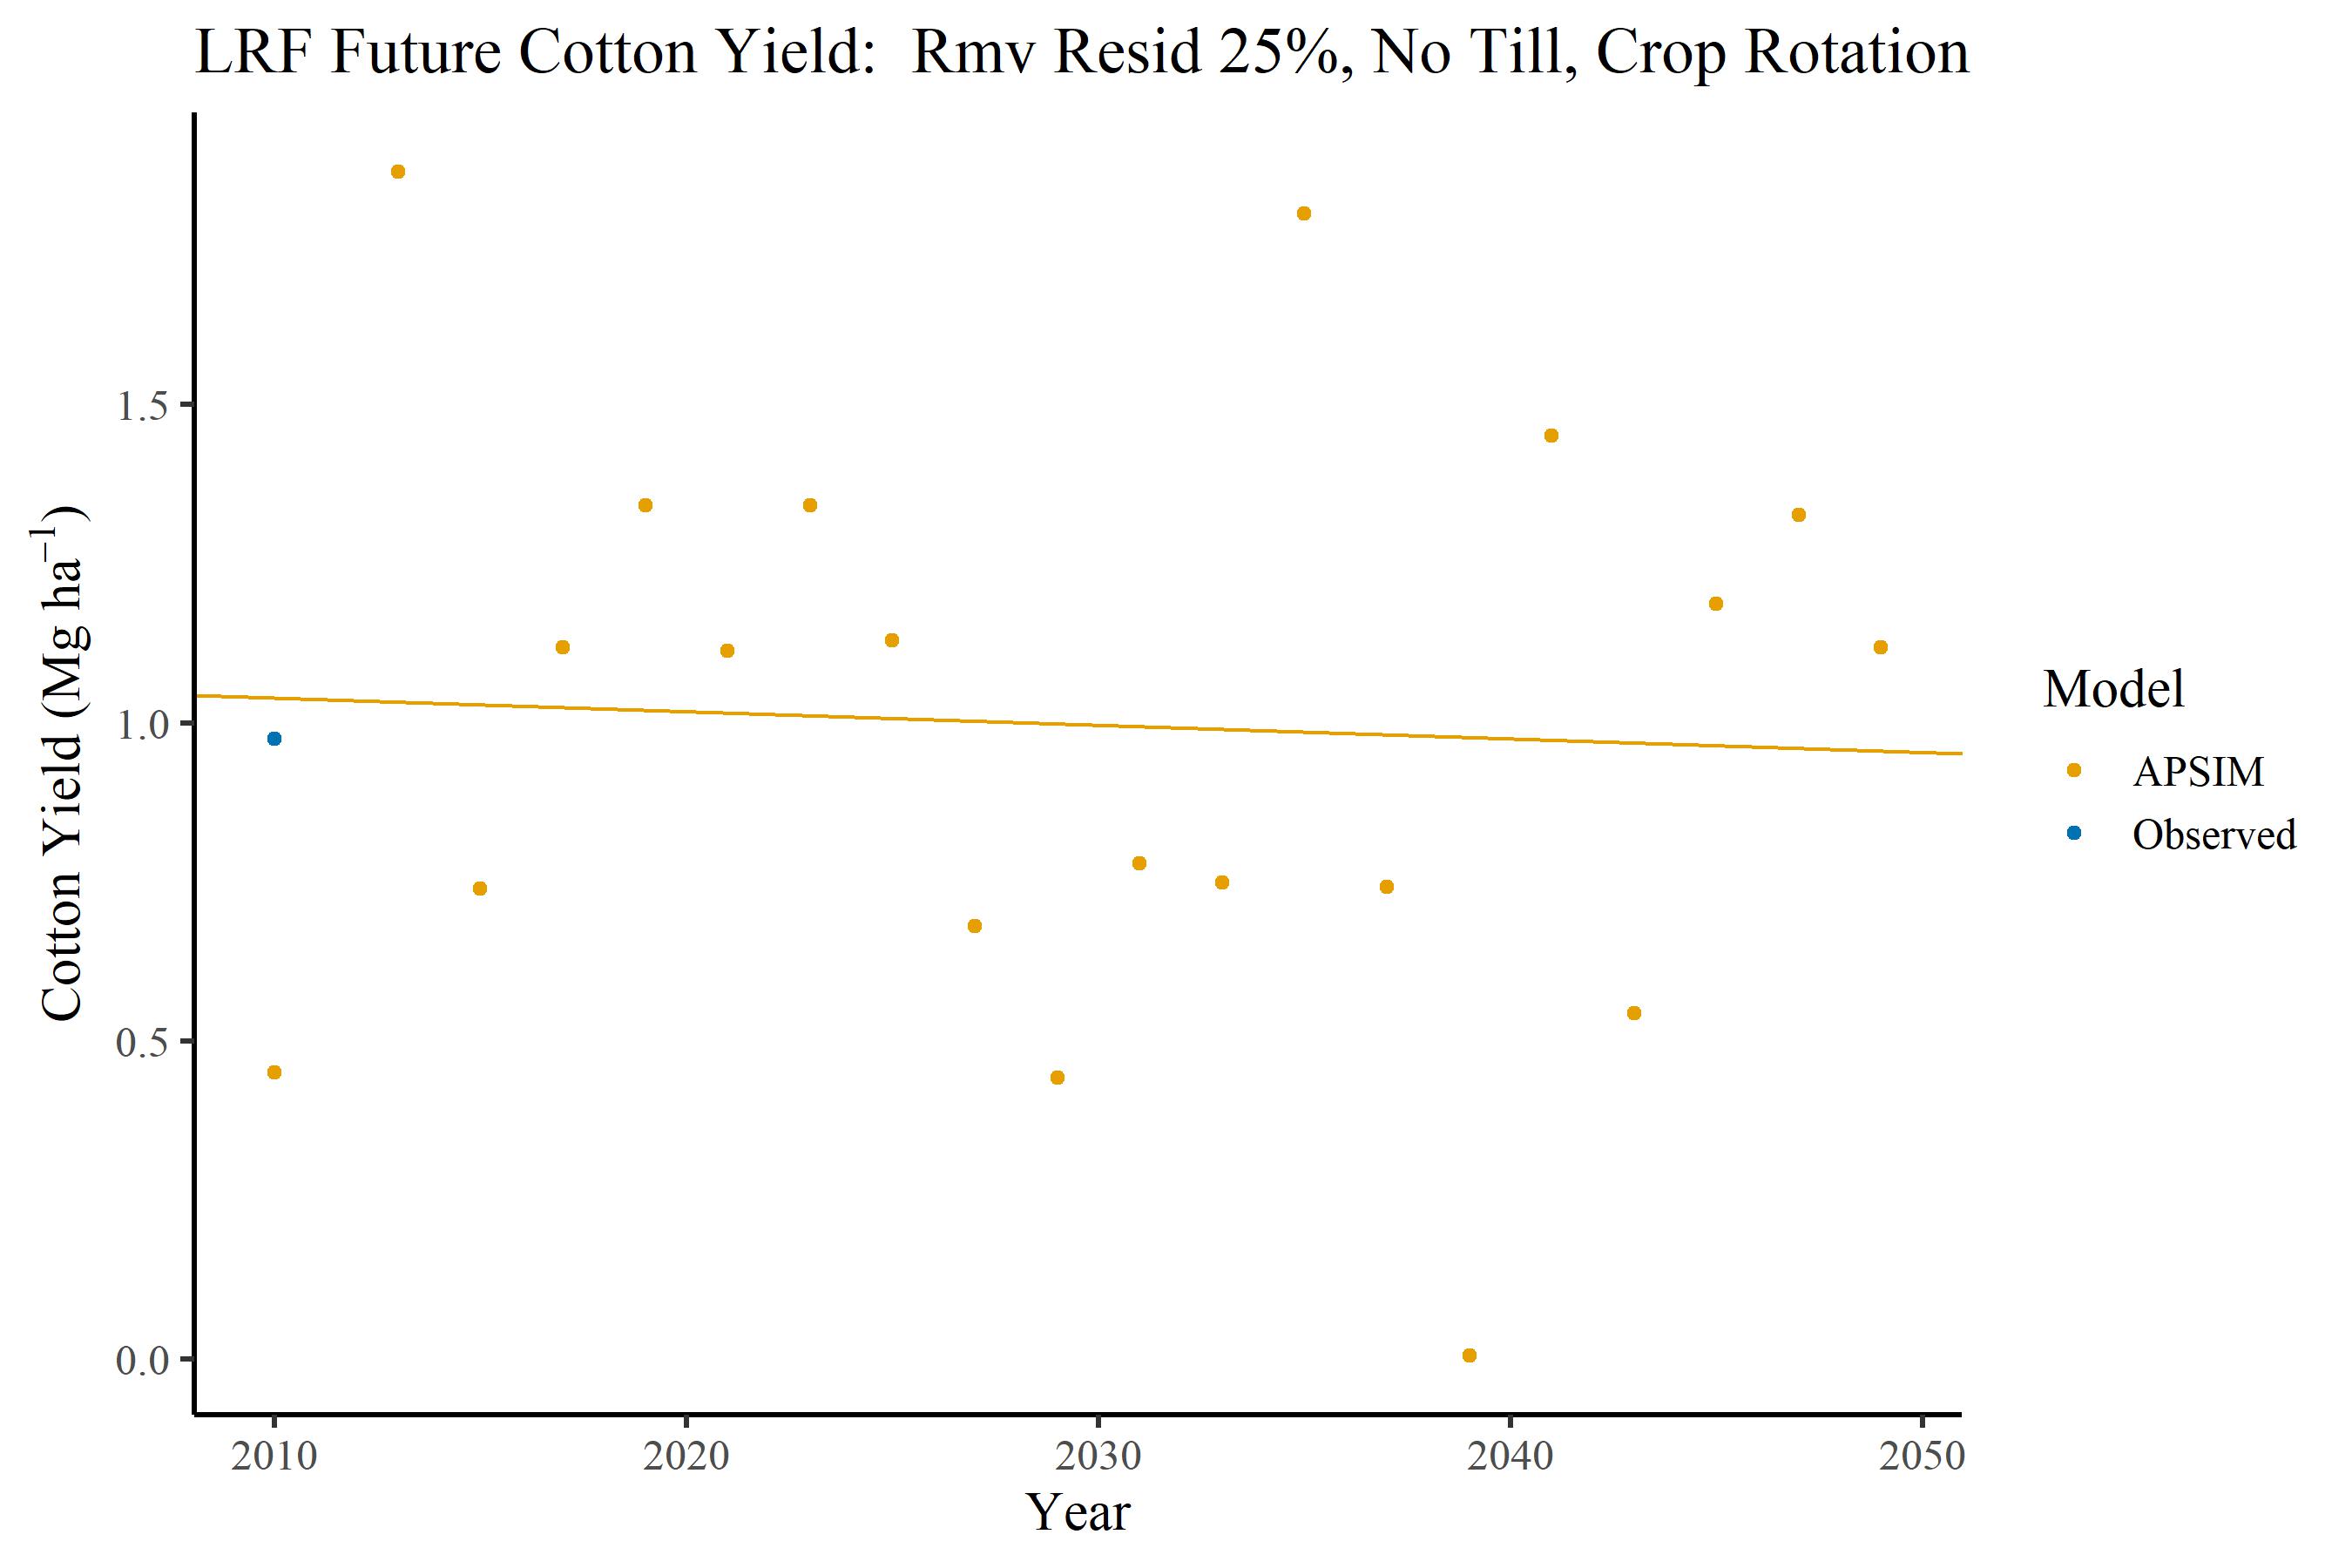 LRF Future Cotton Yield:  Rmv Resid 25%, No Till, Crop Rotation
Cotton Yield (Mg ha⁻¹)
1.5
1.0
0.5
0.0
2010 2020 2030 2040 2050
Year
Model
APSIM
Observed